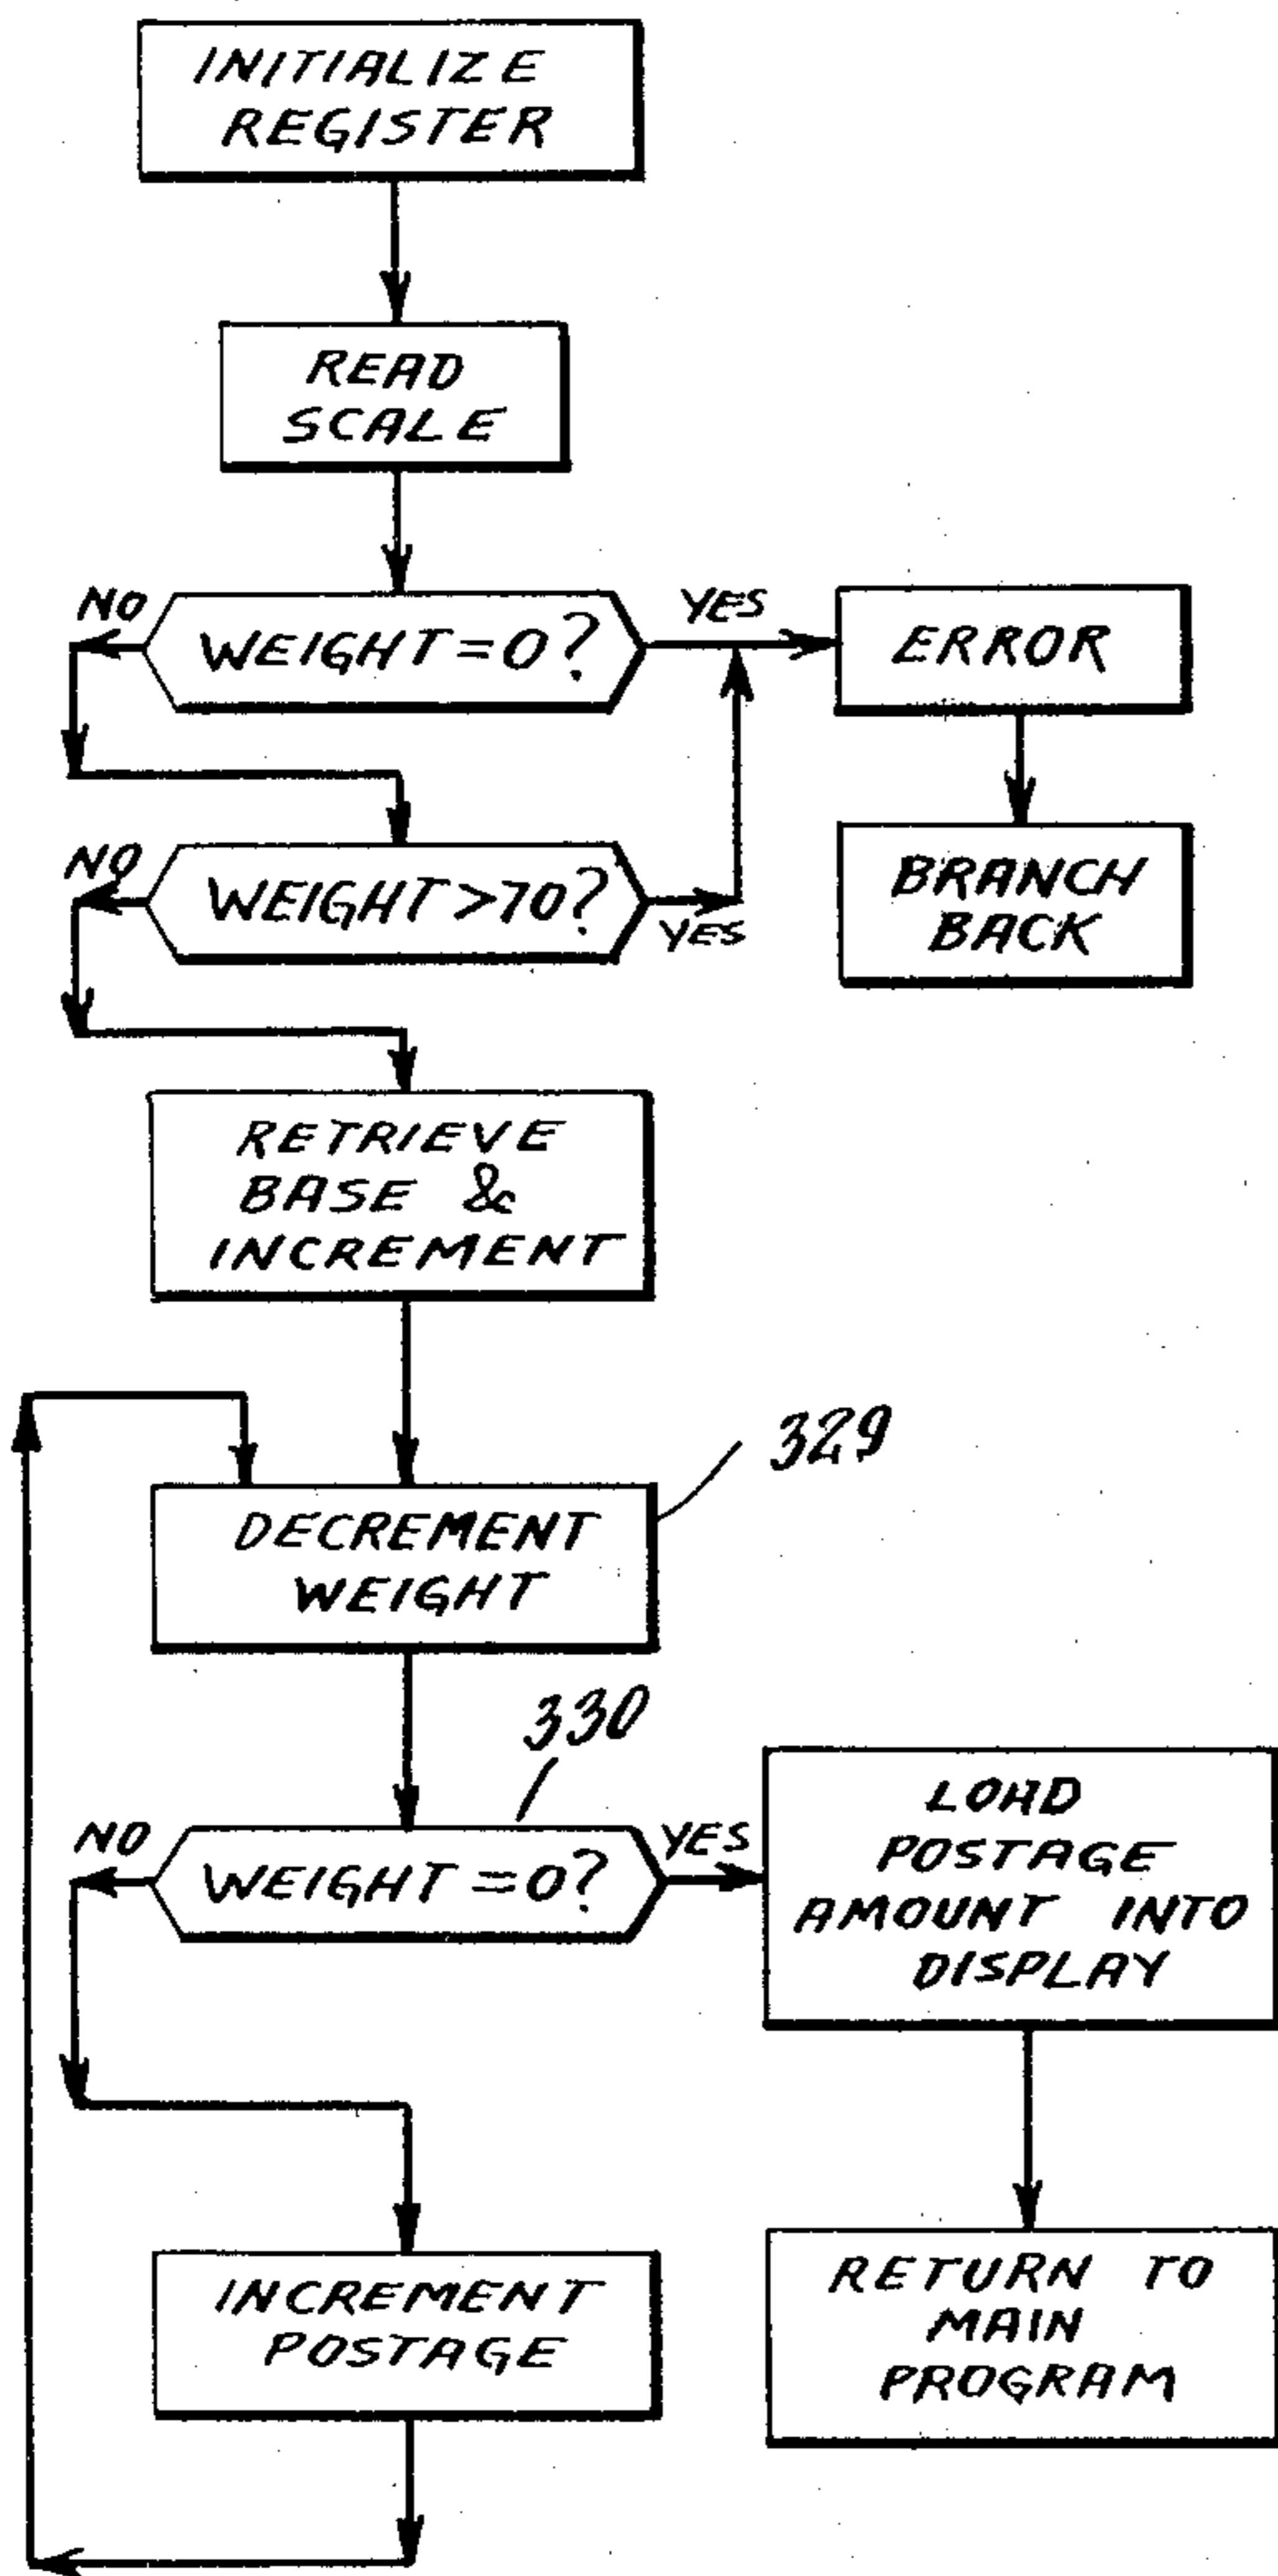 INITIALIZE
REGISTER
READ
SCALE
NO
WEIGHT=0?
YES
ERROR
NO
WEIGHT>70?
YES
BRANCH
BACK
RETRIEVE
BASE &
INCREMENT
329
DECREMENT
WEIGHT
330
NO
WEIGHT=0?
YES
LOAD
POSTAGE
AMOUNT INTO
DISPLAY
INCREMENT
POSTAGE
RETURN TO
MAIN
PROGRAM